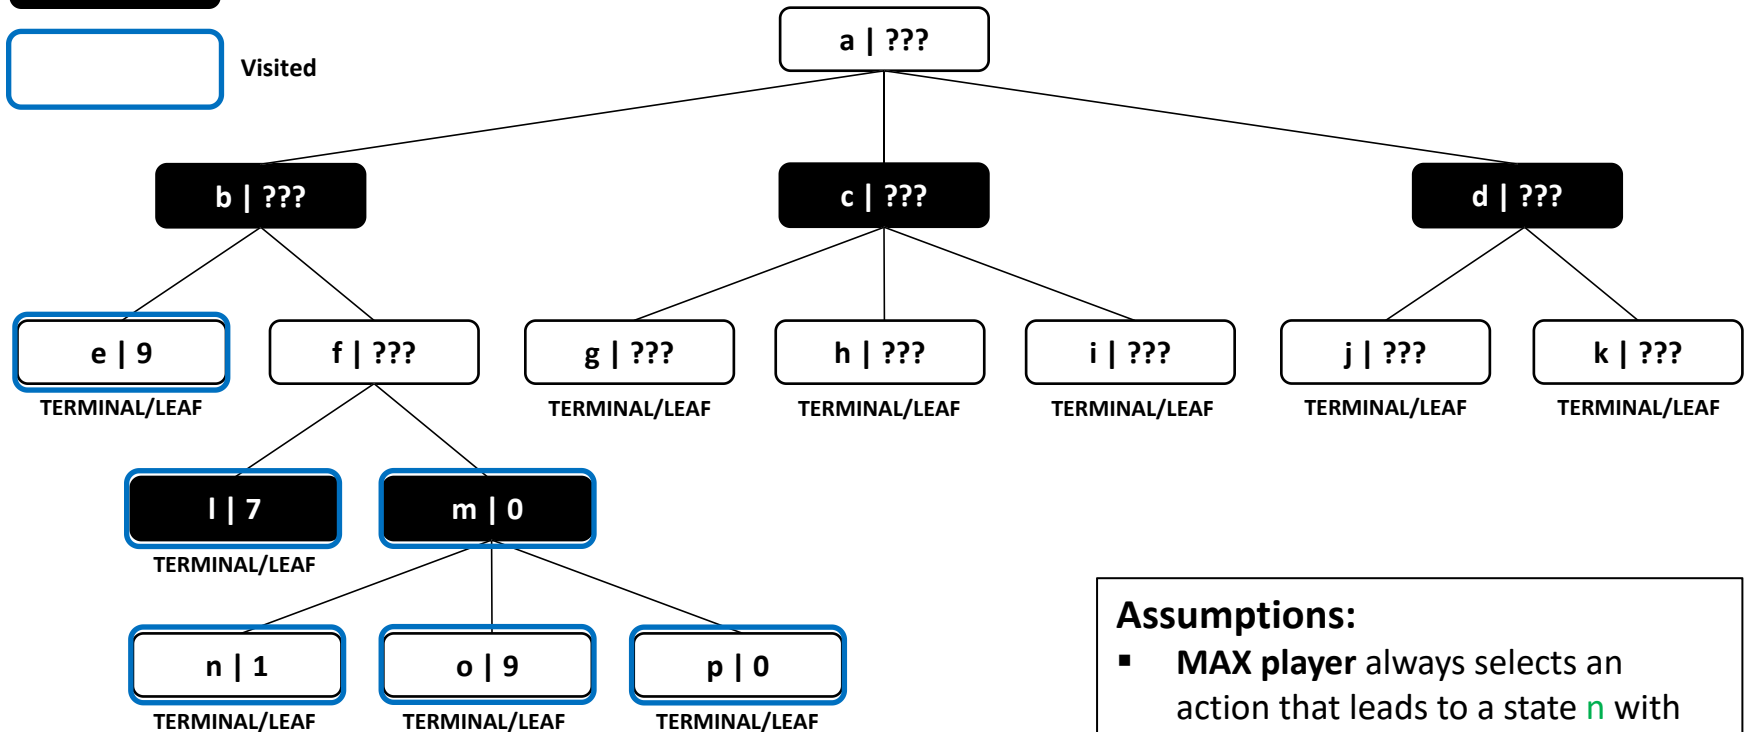 a | ???
Visited
b | ???
c | ???
d | ???
e | 9
f | ???
g | ???
h | ???
i | ???
j | ???
k | ???
TERMINAL/LEAF
TERMINAL/LEAF
TERMINAL/LEAF
TERMINAL/LEAF
TERMINAL/LEAF
TERMINAL/LEAF
l | 7
m | 0
TERMINAL/LEAF
n | 1
o | 9
p | 0
TERMINAL/LEAF
TERMINAL/LEAF
TERMINAL/LEAF
Assumptions:
▪ MAX player always selects an
action that leads to a state n with